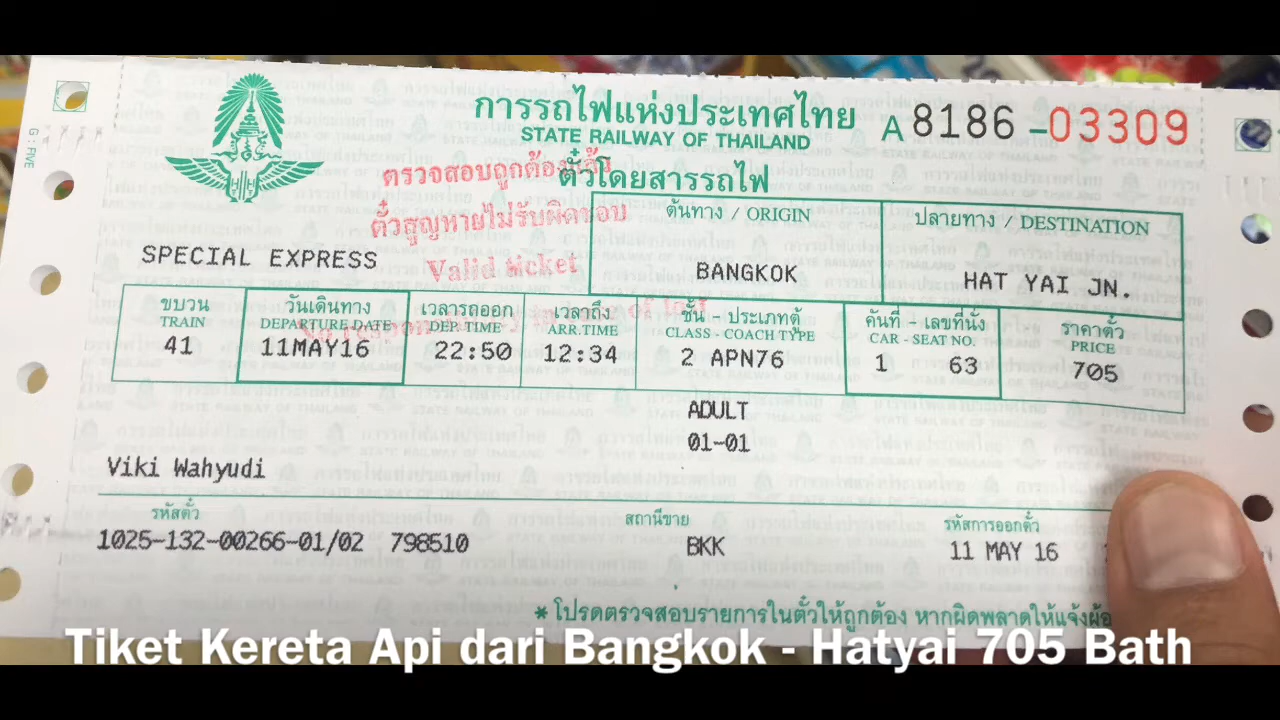 การรถไฟแห่งประเทศไทย
A 8186-03309
STATE RAILWAY OF THAILAND
ตั๋วโดยสารรถไฟ
ตรวจสอบถูกต้อง
ตั๋วสูญหายไม่รับผิดชอบ
Valid Ticket
SPECIAL EXPRESS
ต้นทาง / ORIGIN
BANGKOK
ปลายทาง / DESTINATION
HAT YAI JN.
ขบวน วันเดินทาง เวลารถออก เวลาถึง ชั้น - ประเภทตู้ คันที่ - เลขที่นั่ง ราคาตั๋ว
TRAIN DEPARTURE DATE DEP. TIME ARR.TIME CLASS - COACH TYPE CAR - SEAT NO. PRICE
41 11MAY16 22:50 12:34 2 APN76 1 63 705
ADULT
01-01
Viki Wahyudi
รหัสตั๋ว สถานีขาย รหัสการออกตั๋ว
1025-132-00266-01/02 798510 BKK 11 MAY 16
* โปรดตรวจสอบรายการในตั๋วให้ถูกต้อง หากผิดพลาดให้แจ้งผู้อ
Tiket Kereta Api dari Bangkok - Hatyai 705 Bath